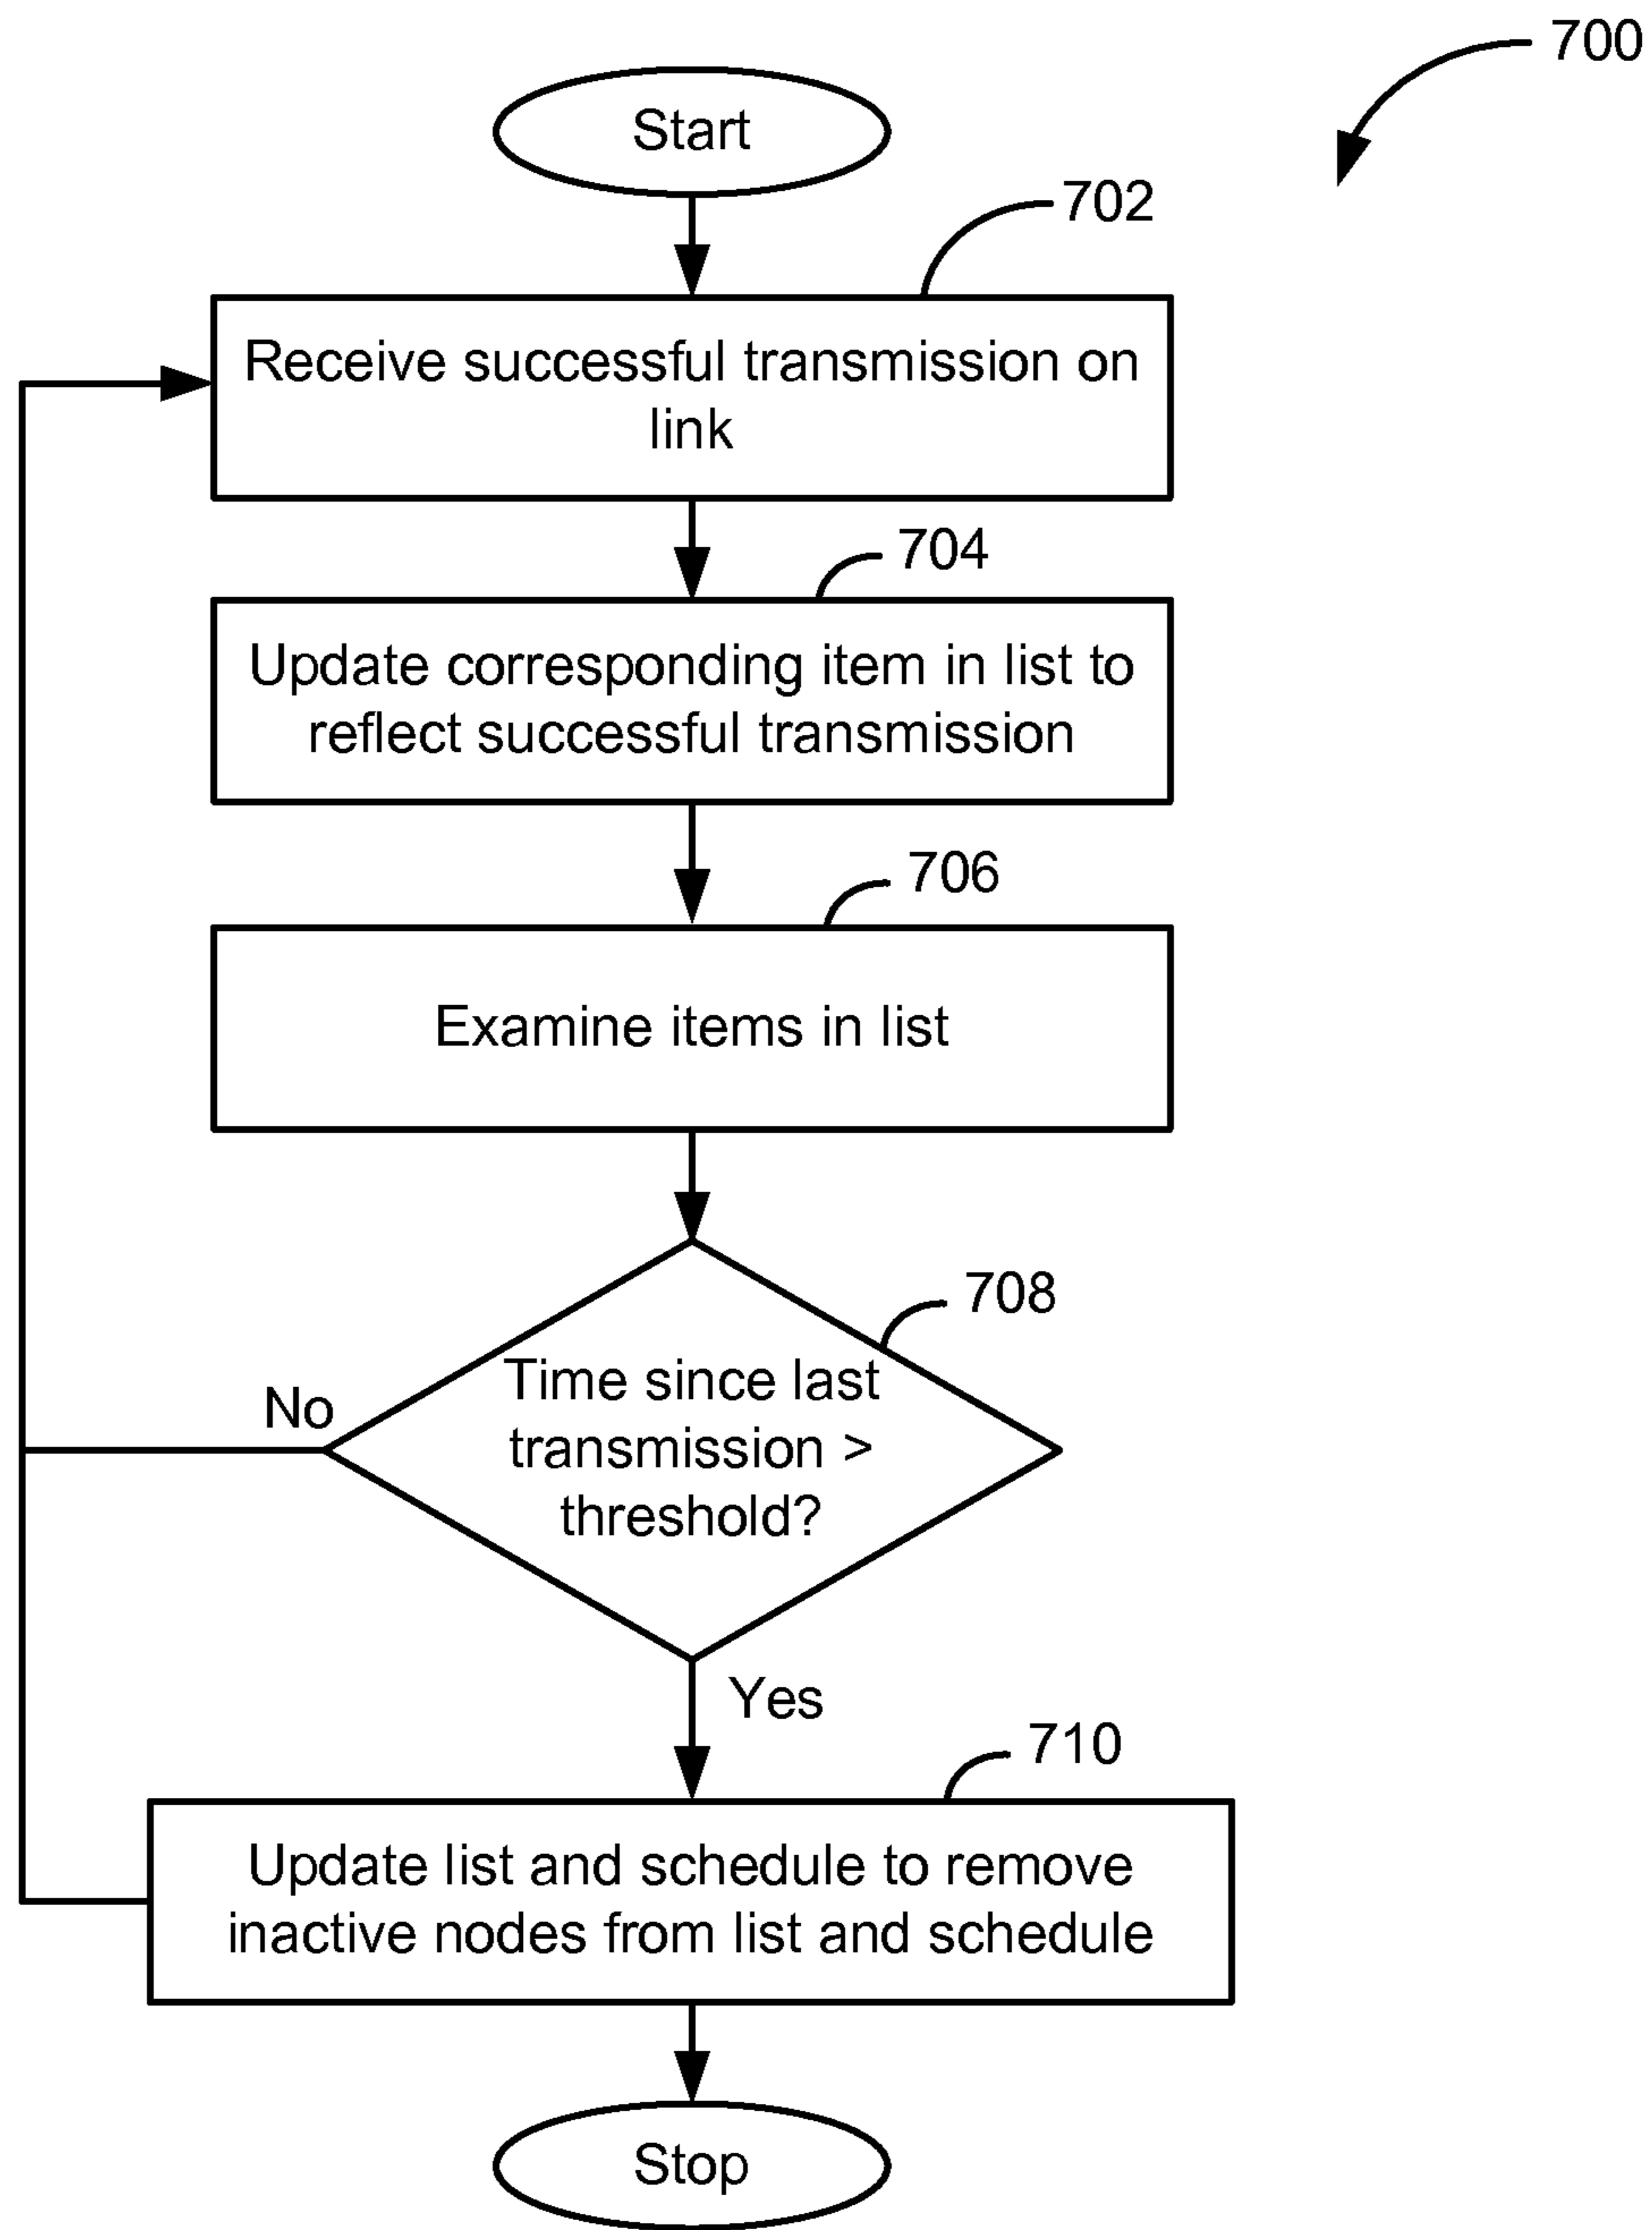 700
Start
702
Receive successful transmission on
link
704
Update corresponding item in list to
reflect successful transmission
706
Examine items in list
708
Time since last
transmission >
threshold?
No
Yes
710
Update list and schedule to remove
inactive nodes from list and schedule
Stop